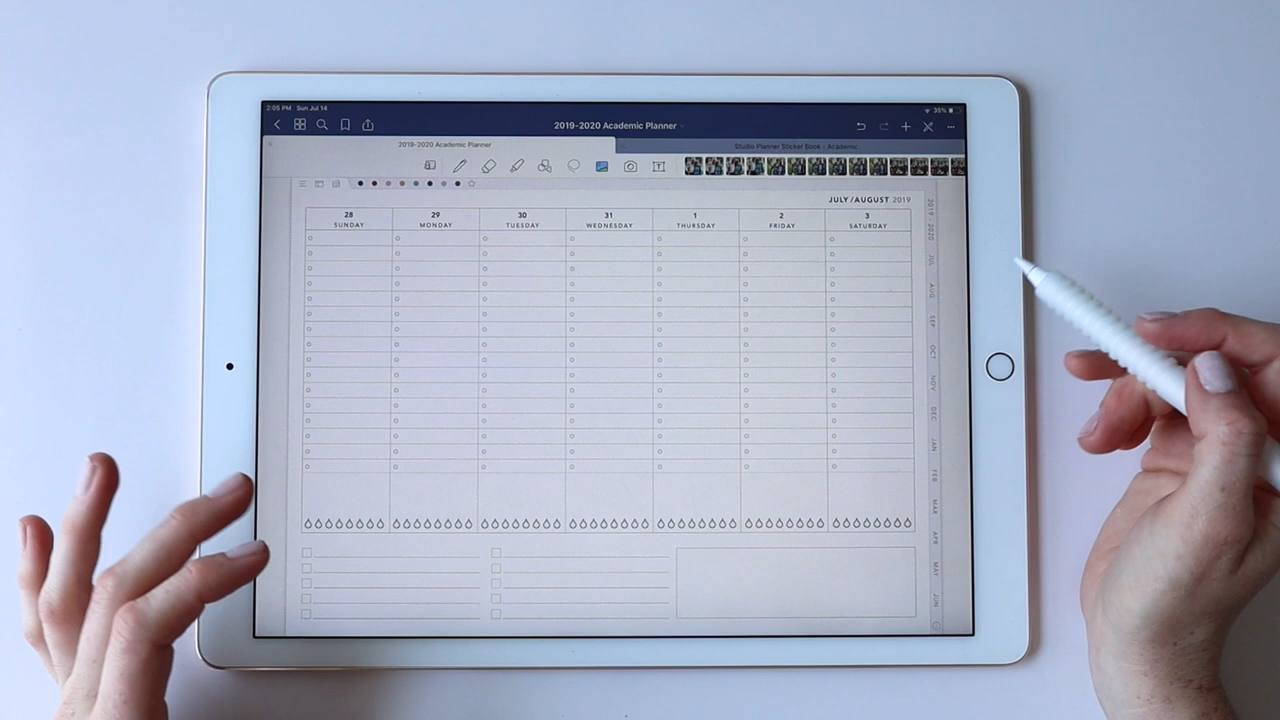 2:05 PM Sun Jul 14
35%
2019-2020 Academic Planner
2019-2020 Academic Planner
Studio Planner Sticker Book - Academic
T
JULY/AUGUST 2019
28 29 30 31 1 2 3
SUNDAY MONDAY TUESDAY WEDNESDAY THURSDAY FRIDAY SATURDAY
2019 - 2020
JUL
AUG
SEP
OCT
NOV
DEC
JAN
FEB
MAR
APR
MAY
JUN